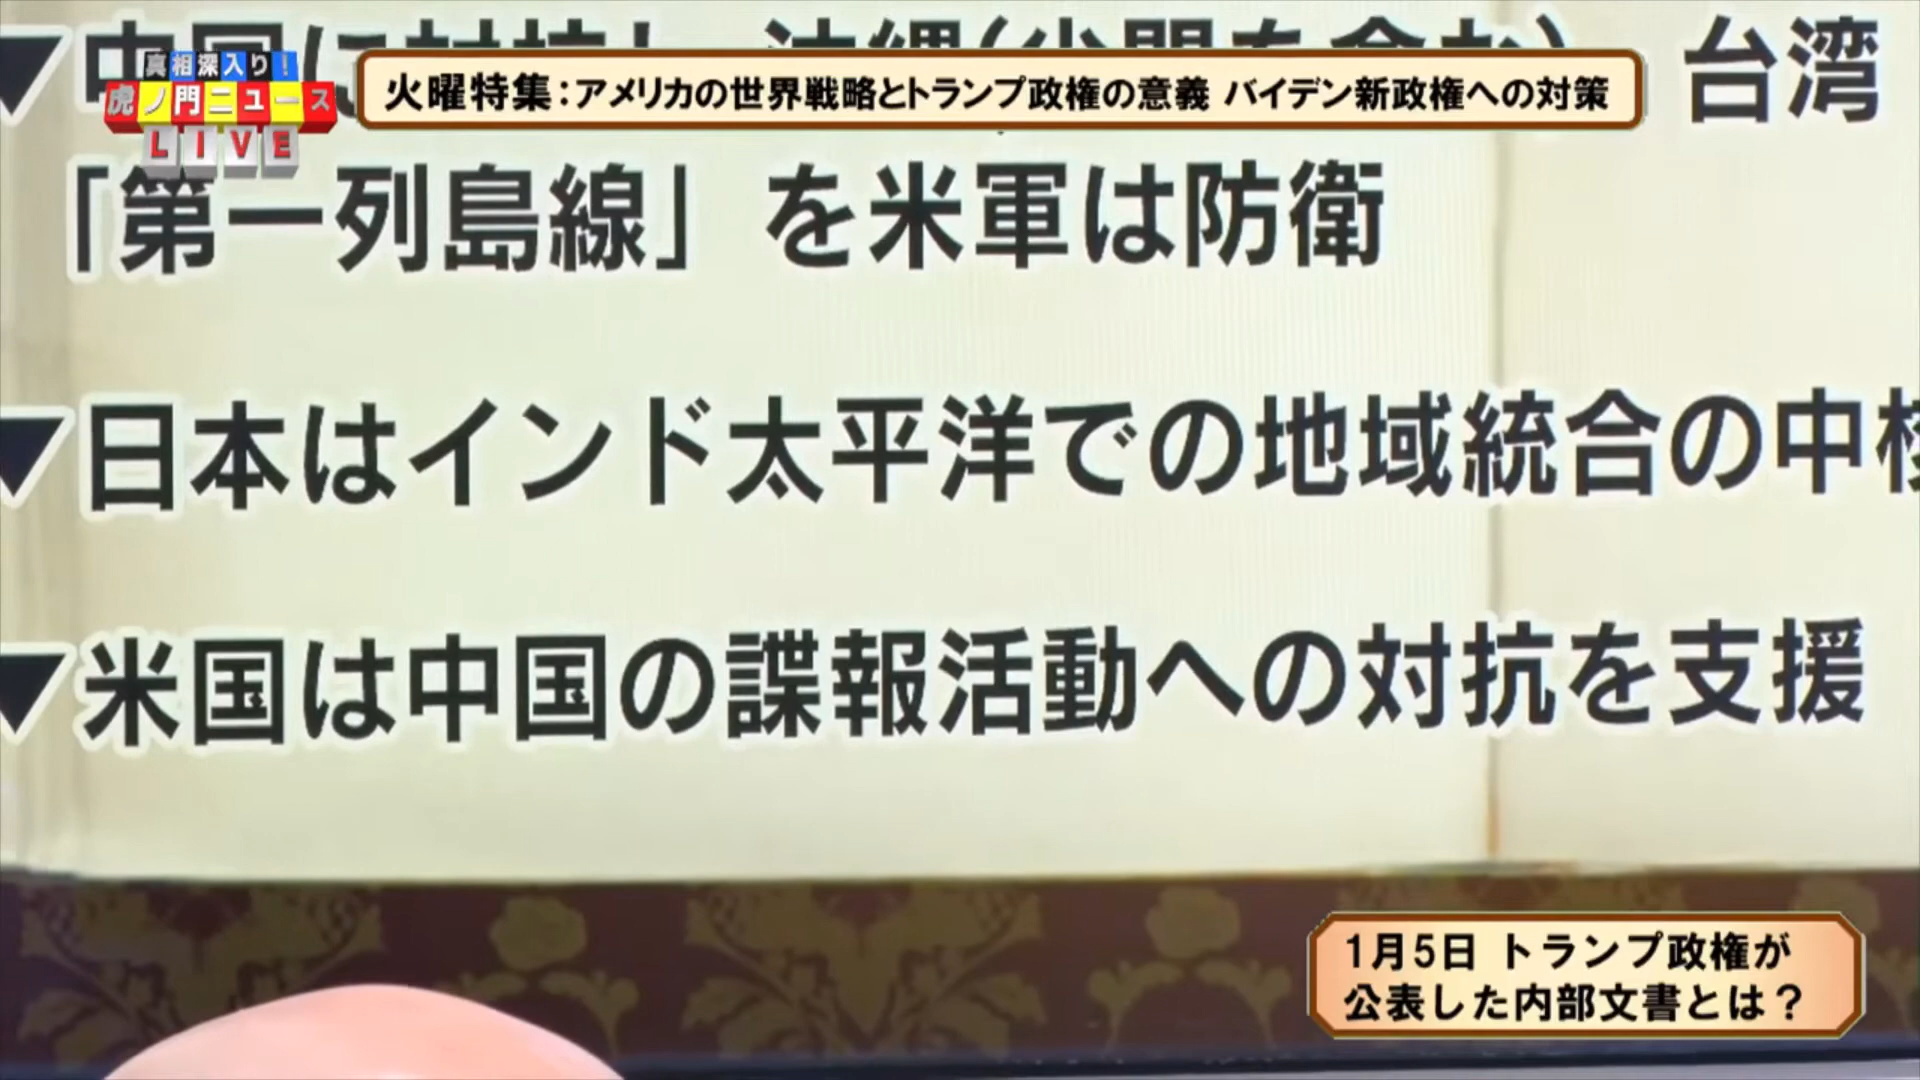 台湾
真相深入り！
虎ノ門ニュース
LIVE
火曜特集：アメリカの世界戦略とトランプ政権の意義 バイデン新政権への対策
「第一列島線」を米軍は防衛
▼日本はインド太平洋での地域統合の中
▼米国は中国の諜報活動への対抗を支援
1月5日 トランプ政権が
公表した内部文書とは？